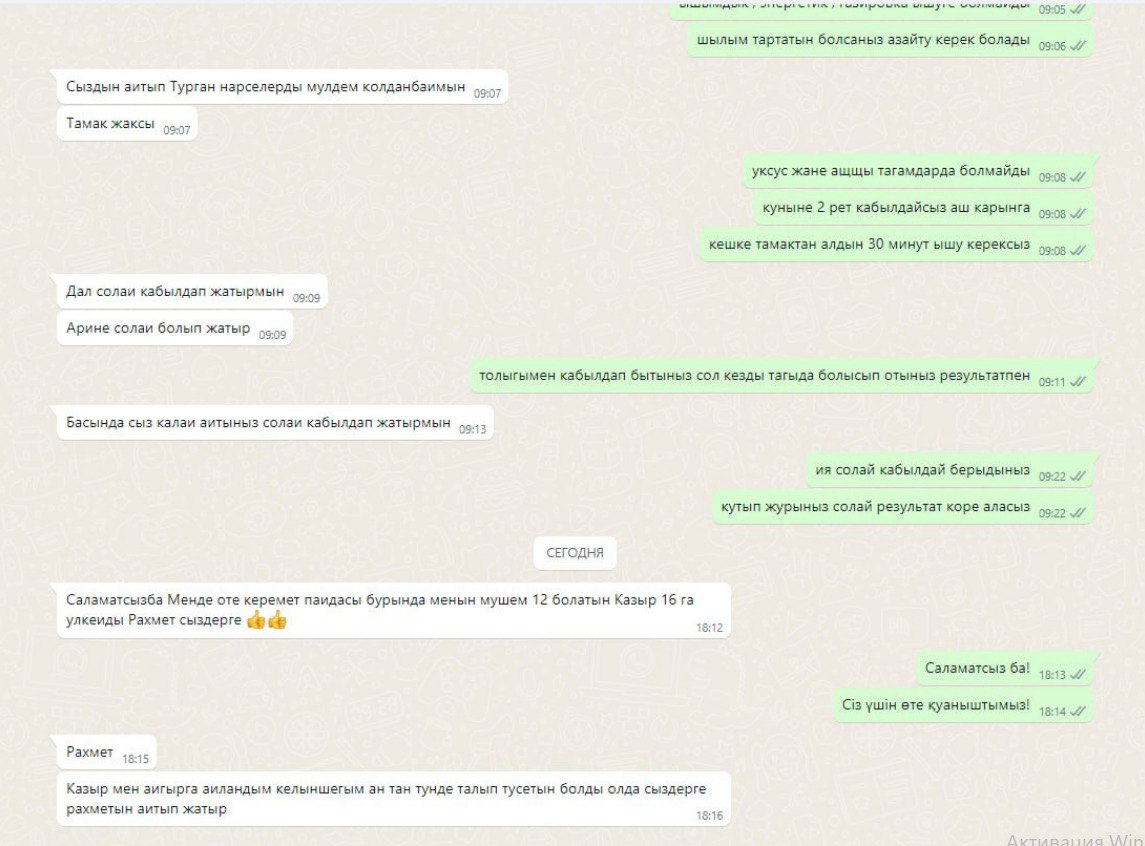 ышымдык , энергетик , газировка ышуге болмайды 09:05
шылым тартатын болсаныз азайту керек болады 09:06
Сыздын аитып Турган нарселерды мулдем колданбаимын 09:07
Тамак жаксы 09:07
уксус жане ащщы тагамдарда болмайды 09:08
куныне 2 рет кабылдайсыз аш карынга 09:08
кешке тамактан алдын 30 минут ышу керексыз 09:08
Дал солаи кабылдап жатырмын 09:09
Арине солаи болып жатыр 09:09
толыгымен кабылдап бытыныз сол кезды тагыда болысып отыныз результатпен 09:11
Басында сыз калаи аитыныз солаи кабылдап жатырмын 09:13
ия солай кабылдай берыдыныз 09:22
кутып журыныз солай результат коре аласыз 09:22
СЕГОДНЯ
Саламатсызба Менде оте керемет паидасы бурында менын мушем 12 болатын Казыр 16 га
улкеиды Рахмет сыздерге 👍👍 18:12
Саламатсыз ба! 18:13
Сіз үшін өте қуаныштымыз! 18:14
Рахмет 18:15
Казыр мен аигырга аиландым келыншегым ан тан тунде талып тусетын болды олда сыздерге
рахметын аитып жатыр 18:16
Активация Win